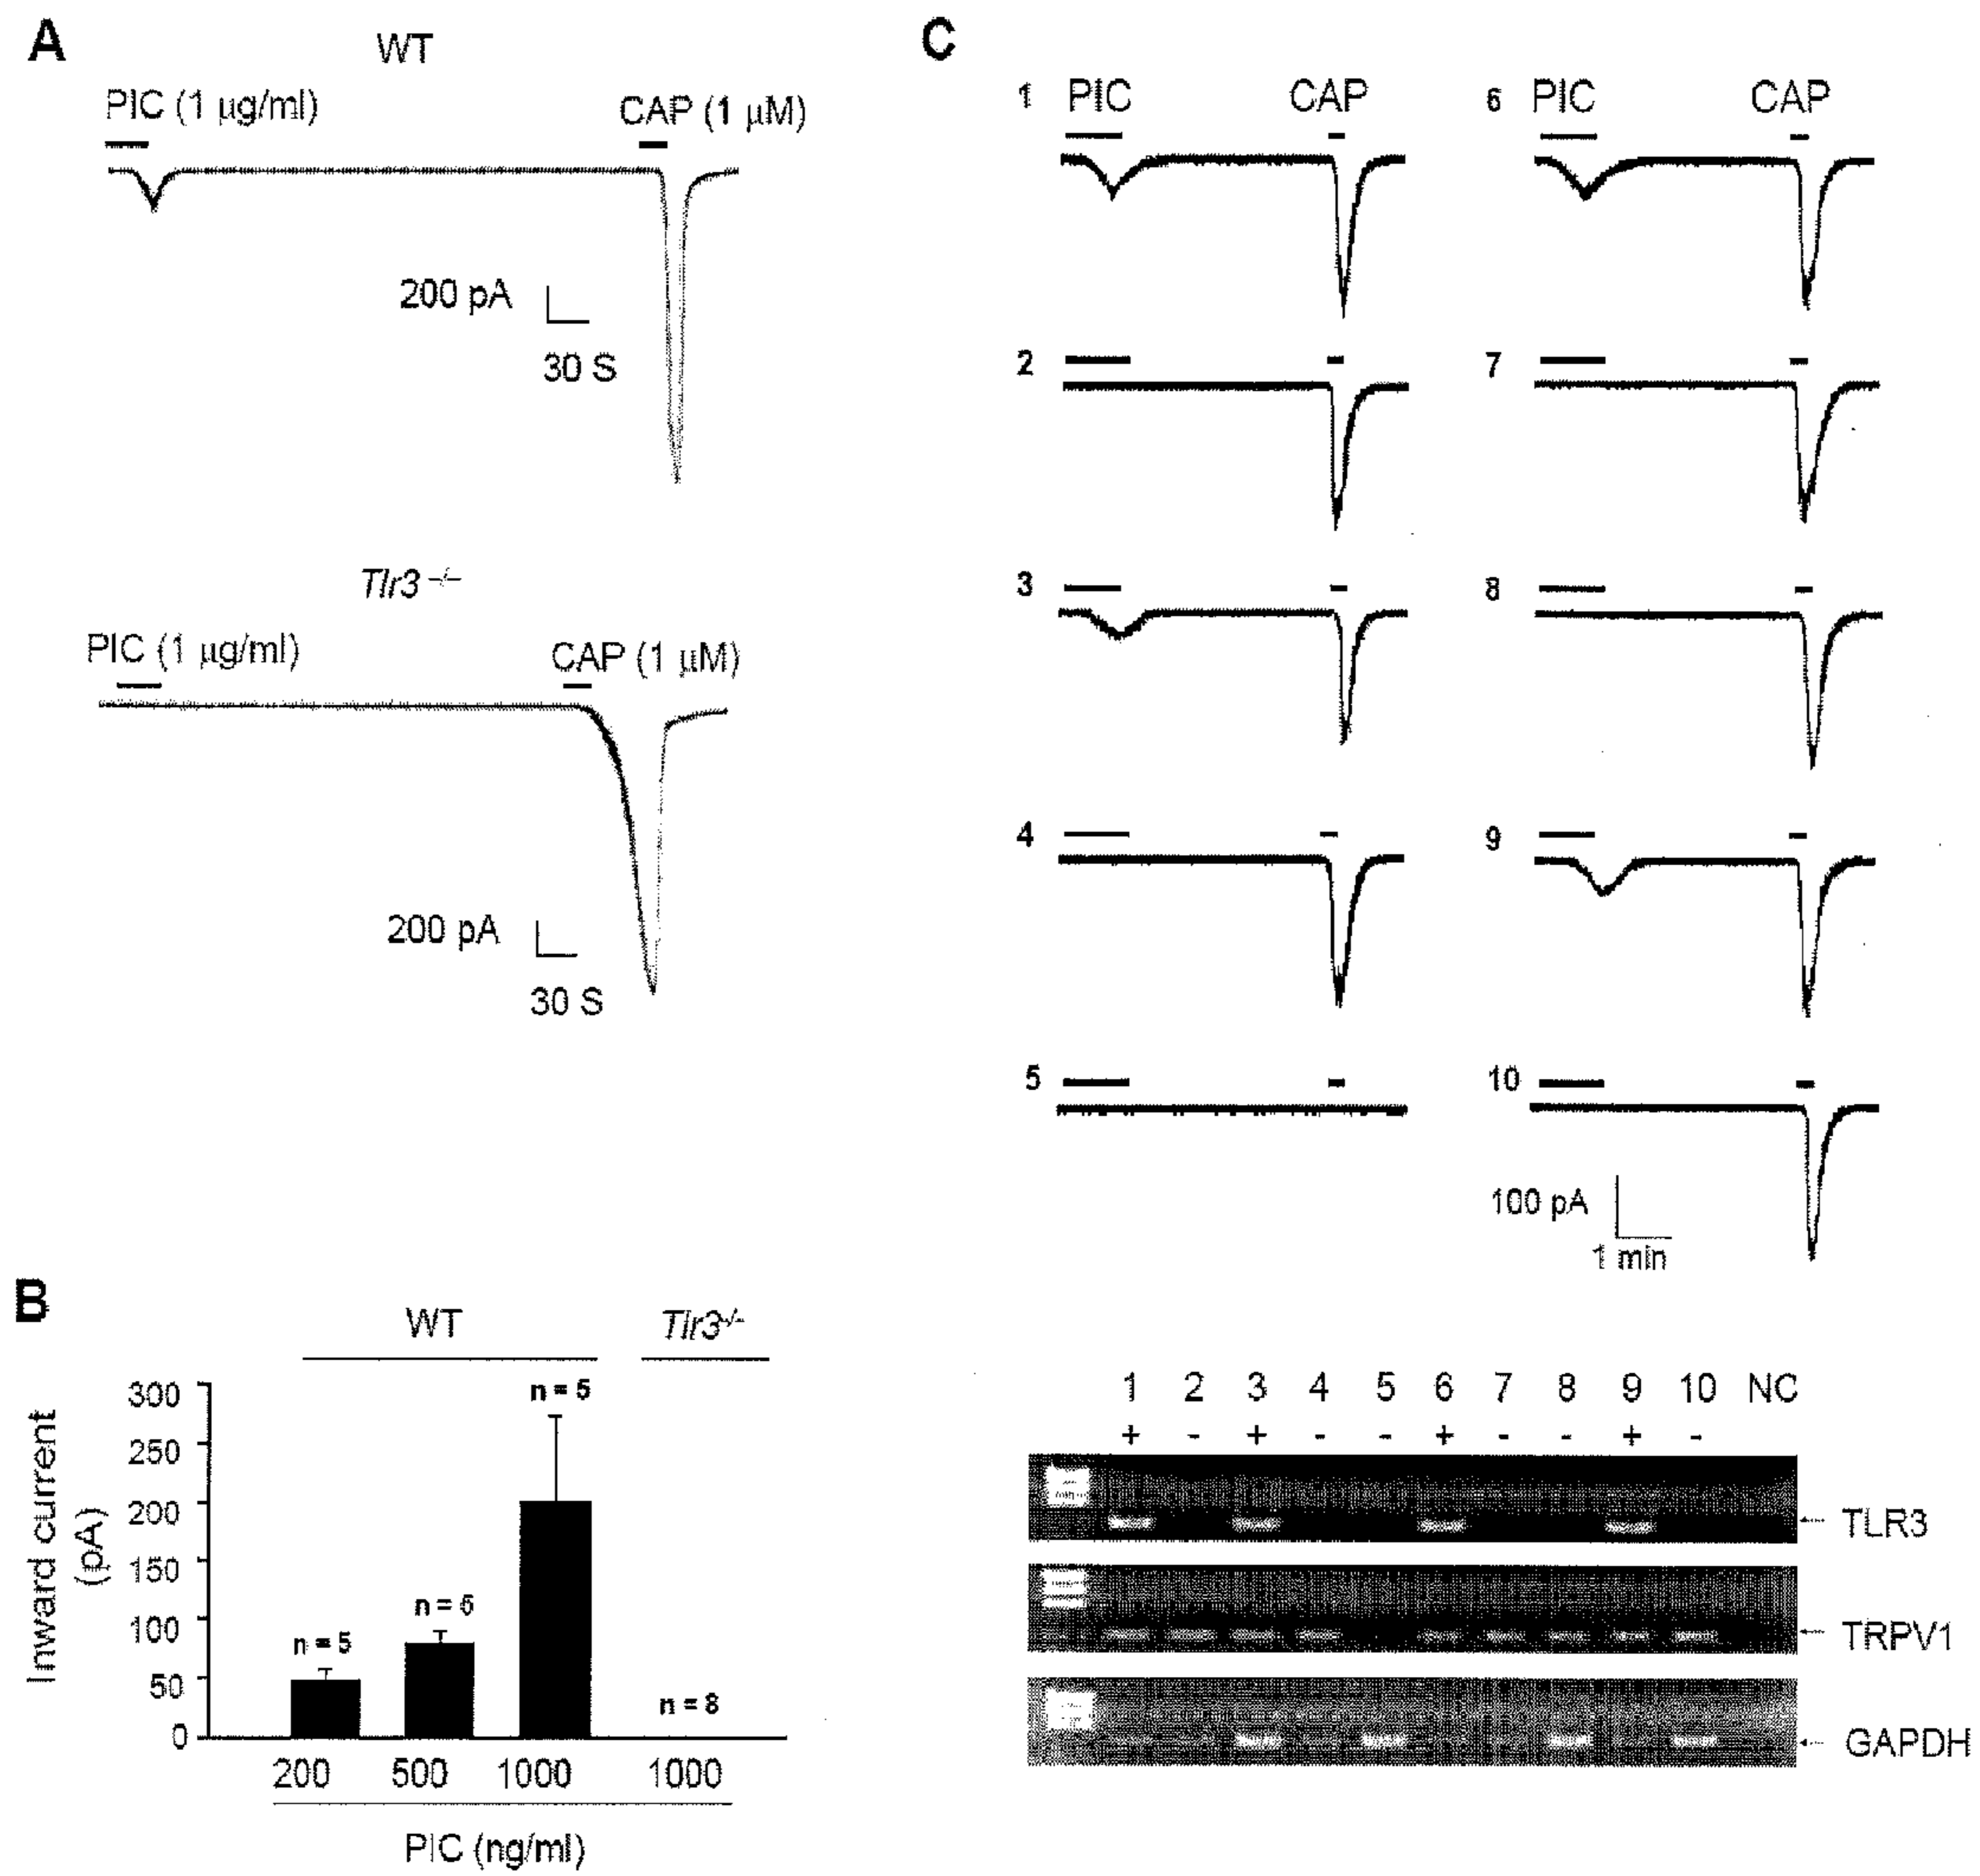 A
WT
PIC (1 µg/ml)
CAP (1 µM)
200 pA
30 S
Tlr3 -/-
PIC (1 µg/ml)
CAP (1 µM)
200 pA
30 S
B
WT
Tlr3-/-
Inward current (pA)
300
250
200
150
100
50
0
n = 5
n = 6
n = 5
n = 8
200 500 1000 1000
PIC (ng/ml)
C
1 PIC CAP
6 PIC CAP
2
7
3
8
4
9
5
10
100 pA
1 min
1 2 3 4 5 6 7 8 9 10 NC
+ - + - - + - - + -
TLR3
TRPV1
GAPDH